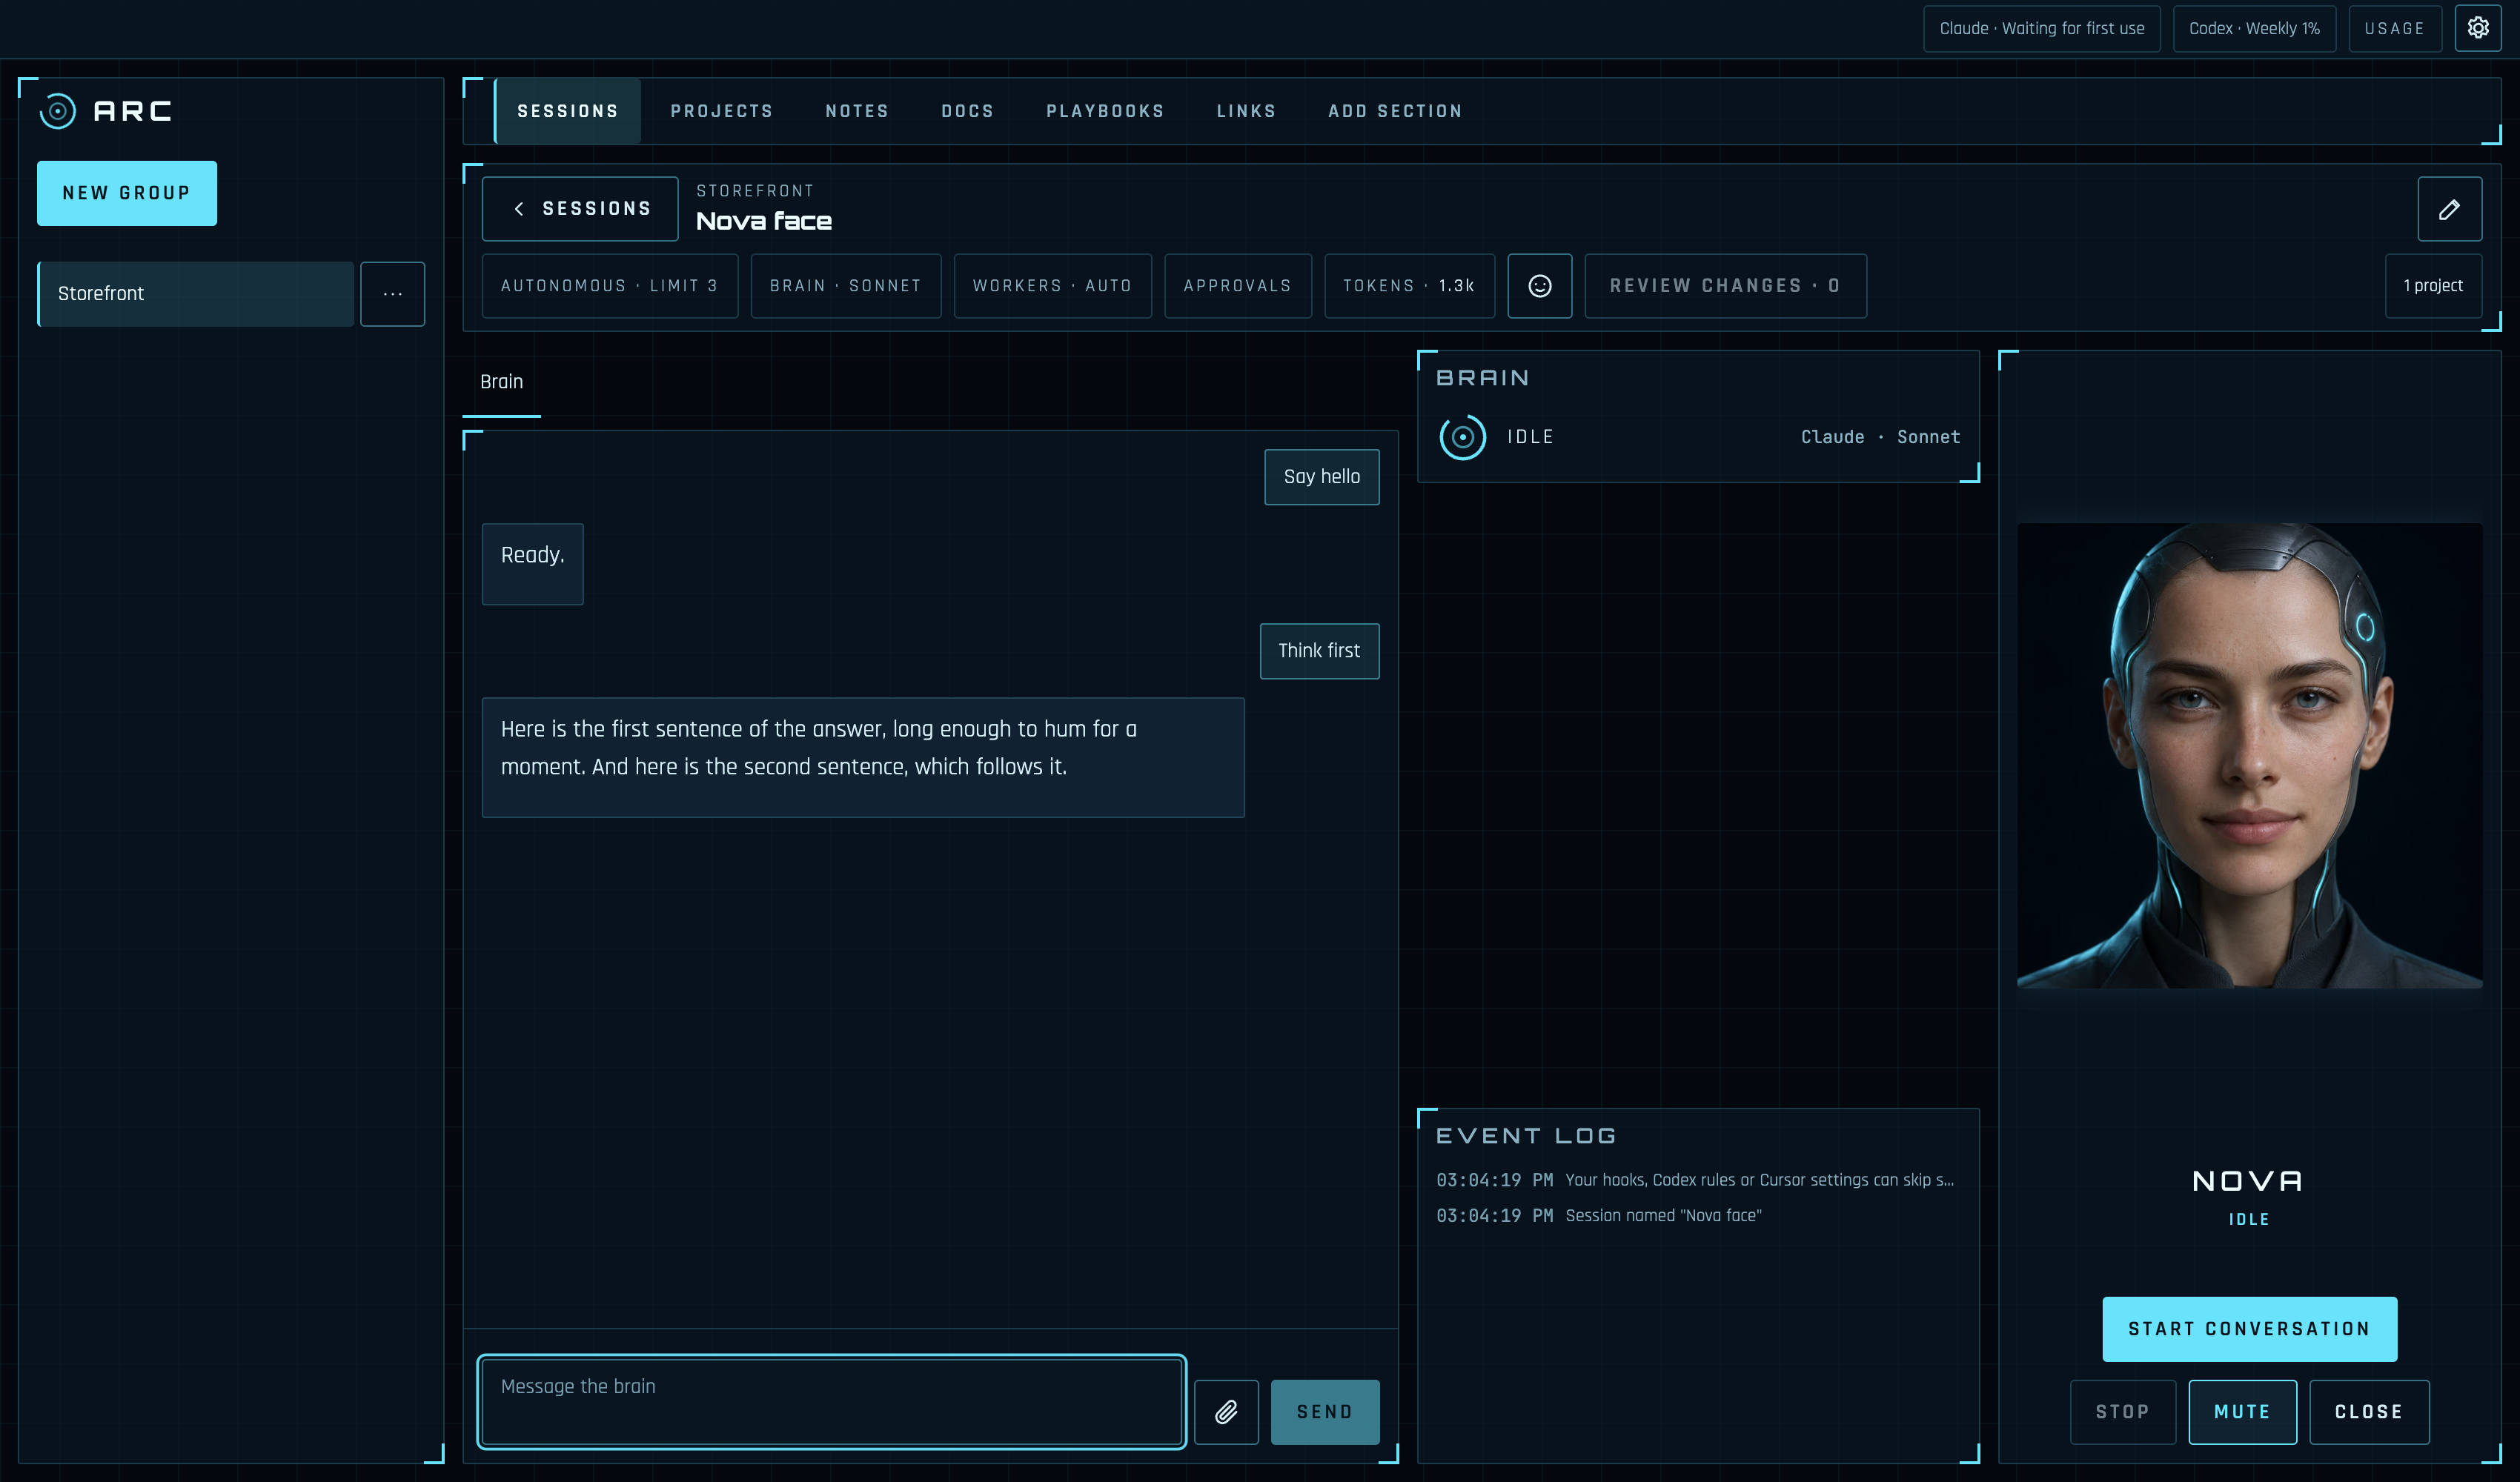 Claude · Waiting for first use
Codex · Weekly 1%
USAGE
ARC
NEW GROUP
Storefront
...
SESSIONS
PROJECTS
NOTES
DOCS
PLAYBOOKS
LINKS
ADD SECTION
SESSIONS
STOREFRONT
Nova face
AUTONOMOUS · LIMIT 3
BRAIN · SONNET
WORKERS · AUTO
APPROVALS
TOKENS · 1.3k
REVIEW CHANGES · 0
1 project
Brain
Say hello
Ready.
Think first
Here is the first sentence of the answer, long enough to hum for a
moment. And here is the second sentence, which follows it.
Message the brain
SEND
BRAIN
IDLE
Claude · Sonnet
EVENT LOG
03:04:19 PM Your hooks, Codex rules or Cursor settings can skip s...
03:04:19 PM Session named "Nova face"
NOVA
IDLE
START CONVERSATION
STOP
MUTE
CLOSE